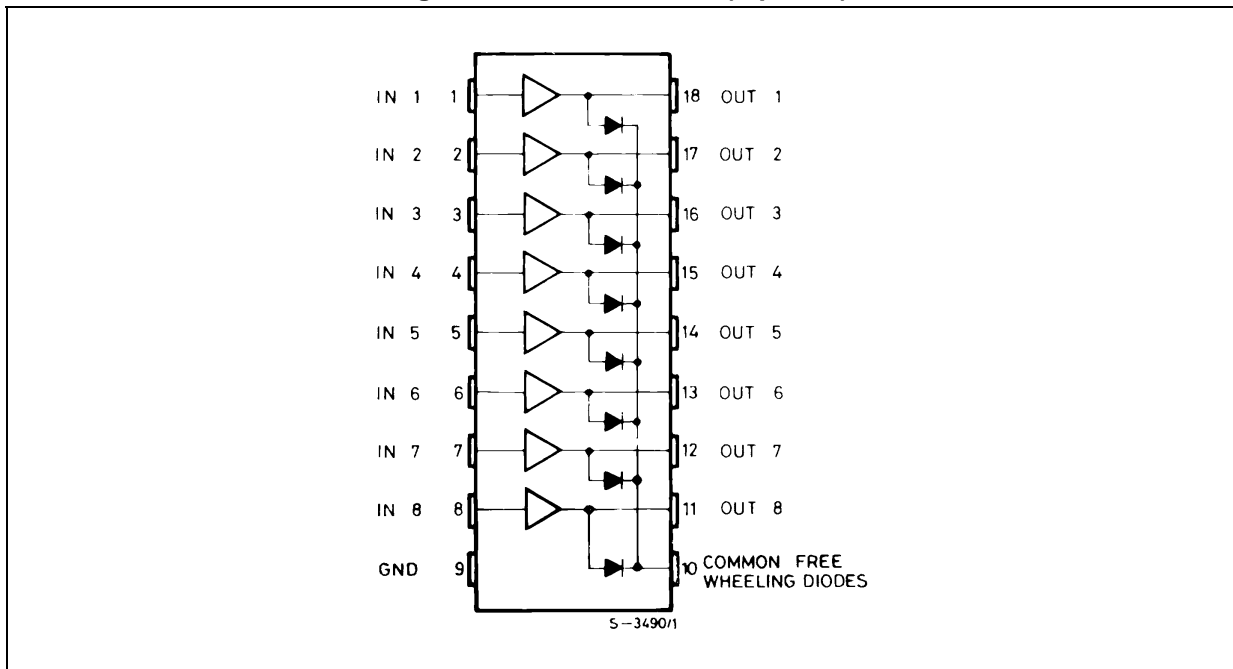 IN 1 1 18 OUT 1
IN 2 2 17 OUT 2
IN 3 3 16 OUT 3
IN 4 4 15 OUT 4
IN 5 5 14 OUT 5
IN 6 6 13 OUT 6
IN 7 7 12 OUT 7
IN 8 8 11 OUT 8
GND 9 10 COMMON FREE
WHEELING DIODES
S-3490/1